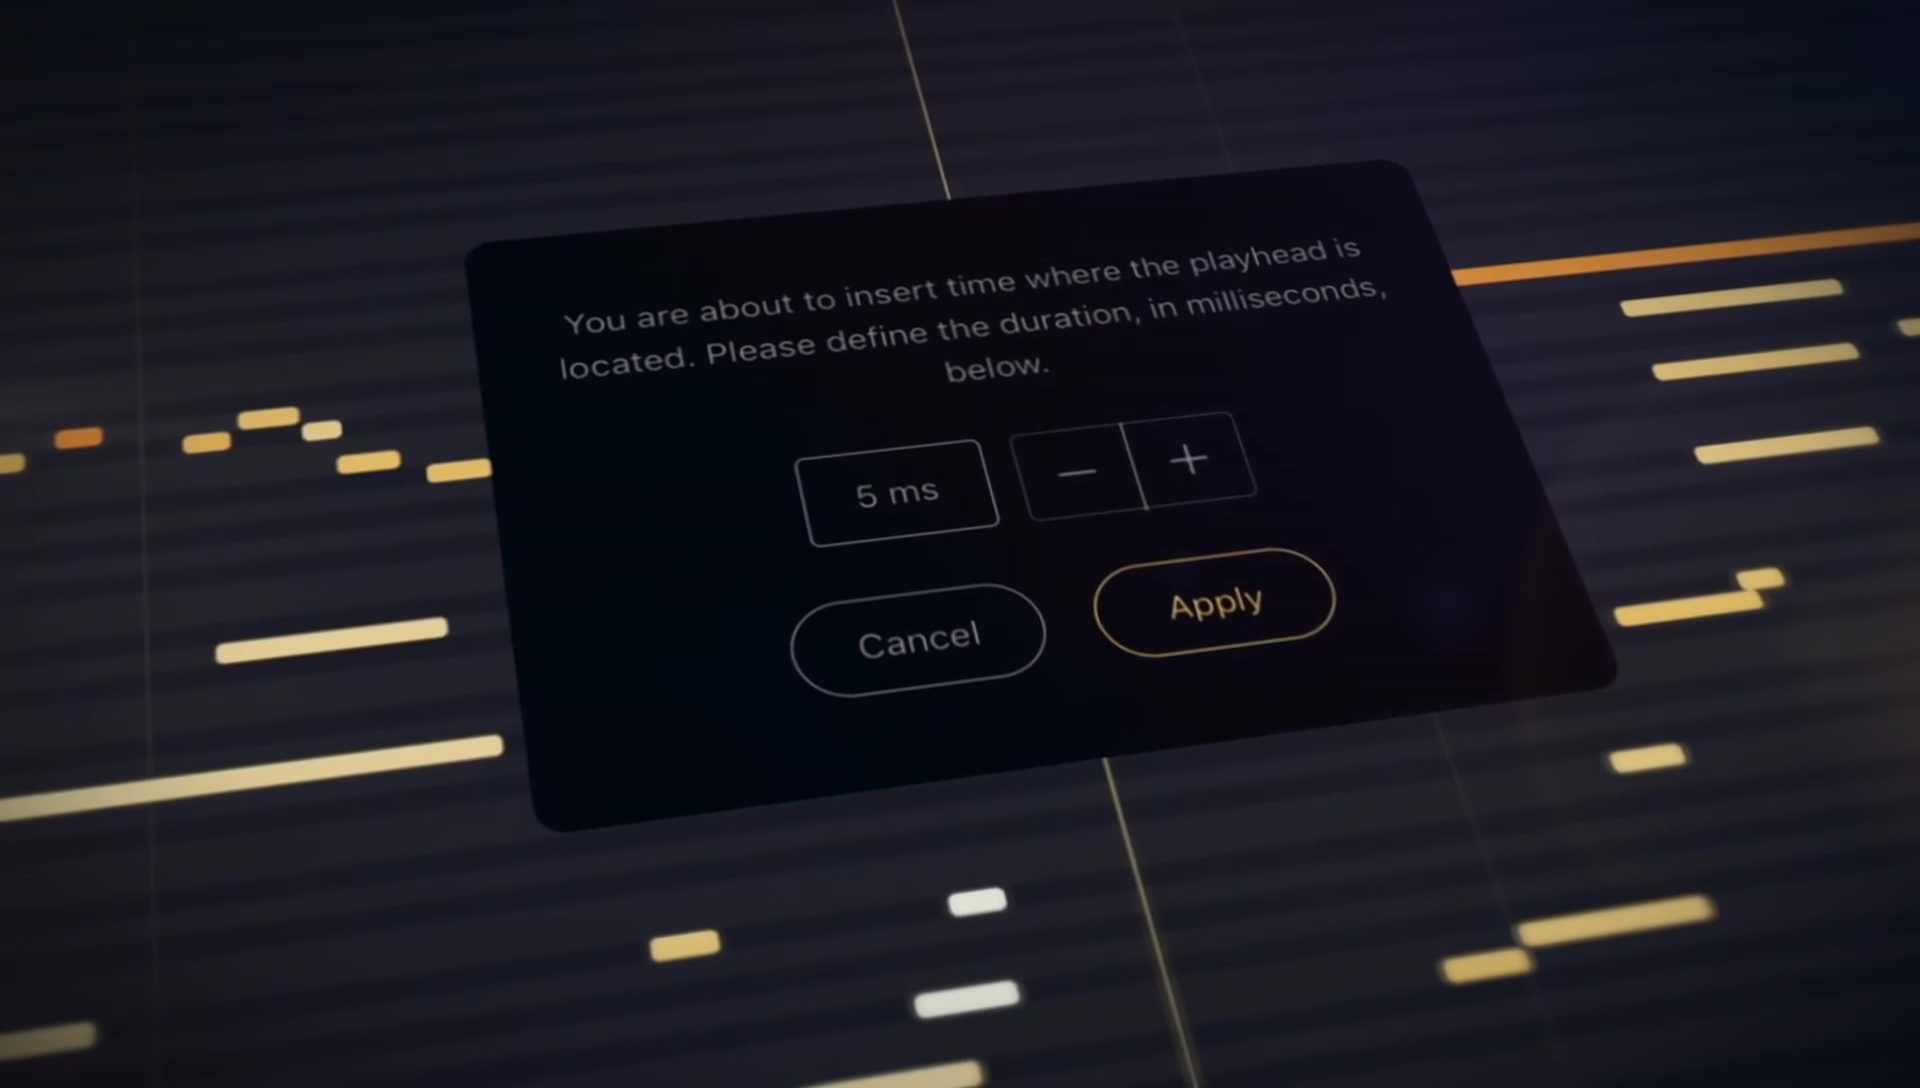 You are about to insert time where the playhead is
located. Please define the duration, in milliseconds,
below.
5 ms
Cancel
Apply